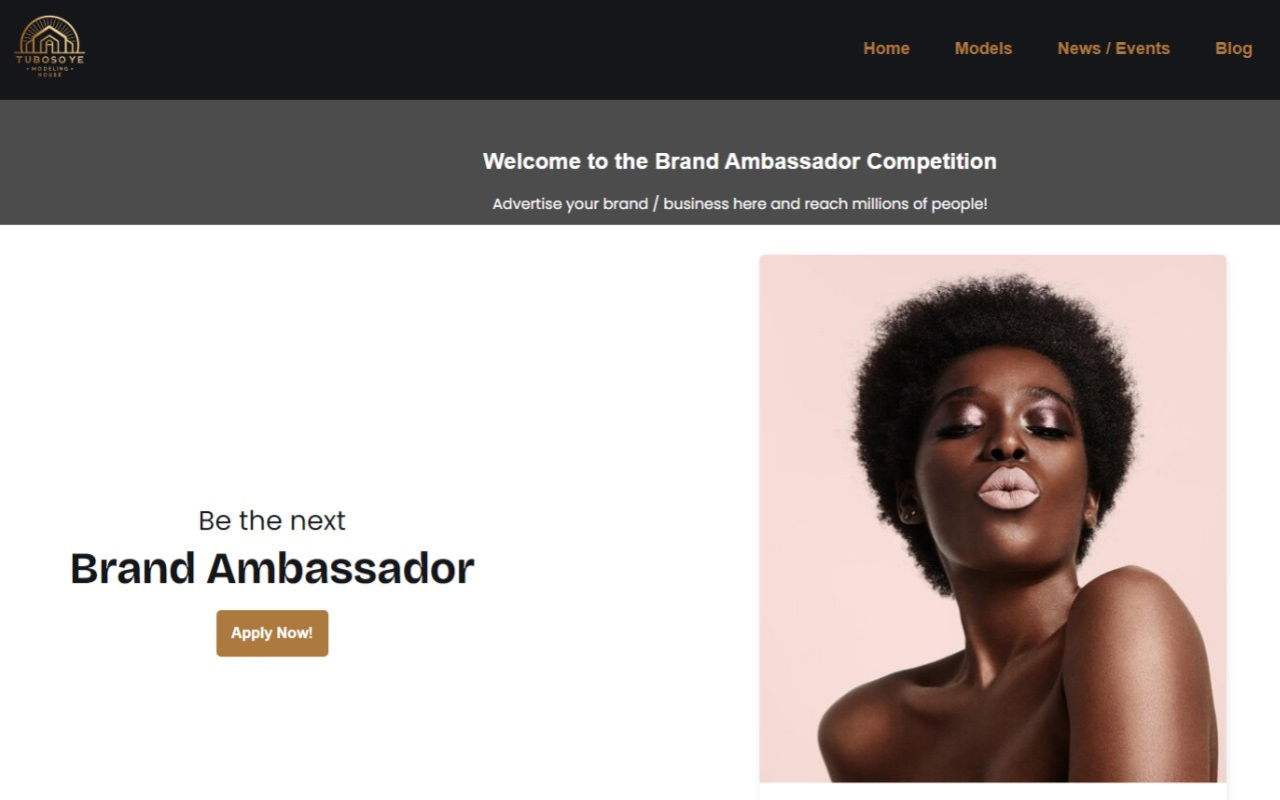 TUBOSOYE
• MODELING •
HOUSE
Home
Models
News / Events
Blog
Welcome to the Brand Ambassador Competition
Advertise your brand / business here and reach millions of people!
Be the next
Brand Ambassador
Apply Now!